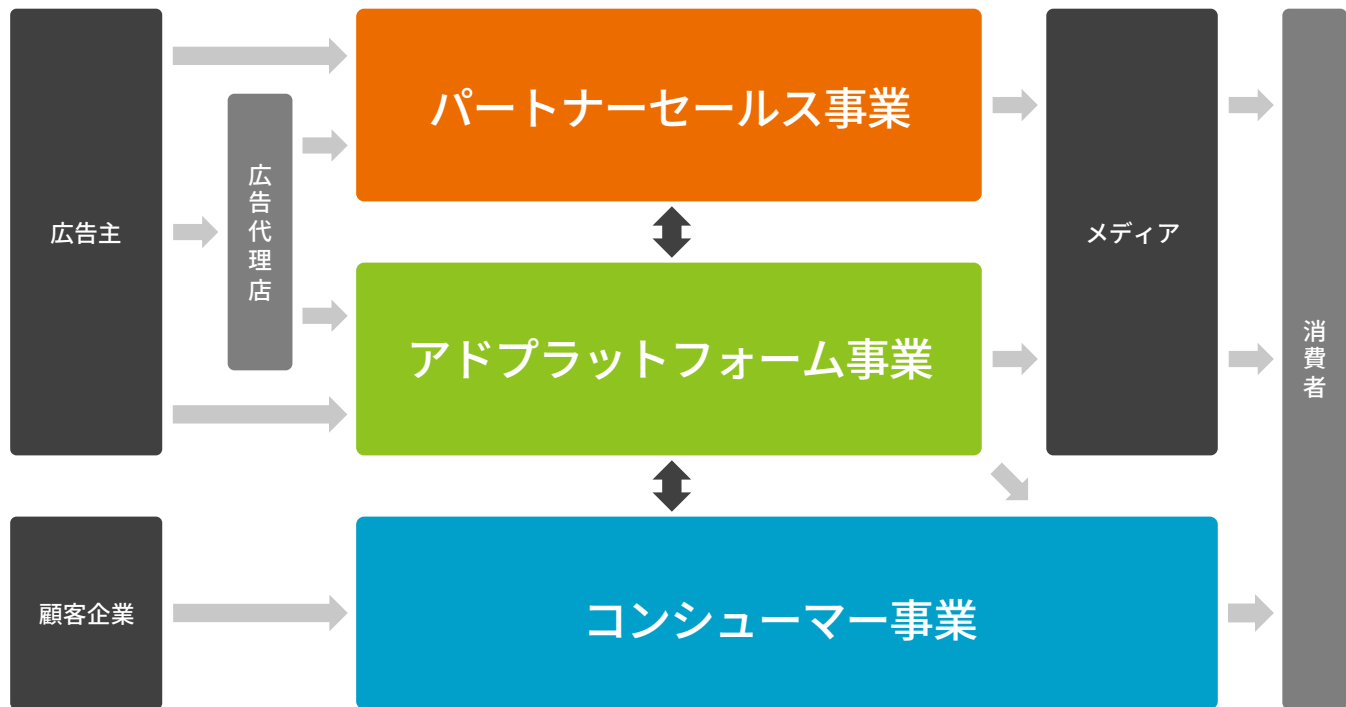 広告主
広告代理店
パートナーセールス事業
アドプラットフォーム事業
メディア
消費者
顧客企業
コンシューマー事業